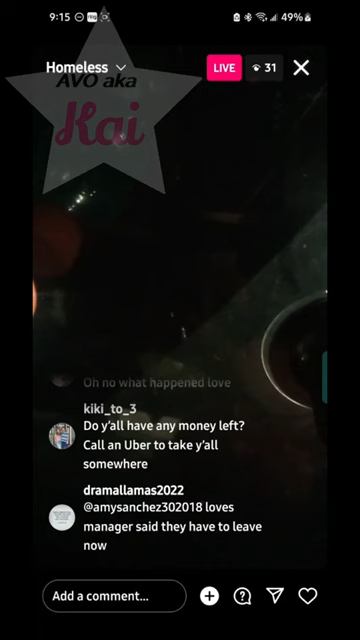 9:15
ring
49%
Homeless
LIVE
31
AVO aka
Kai
Oh no what happened love
kiki_to_3
Do y'all have any money left?
Call an Uber to take y'all
somewhere
dramallamas2022
@amysanchez302018 loves
manager said they have to leave
now
Add a comment...